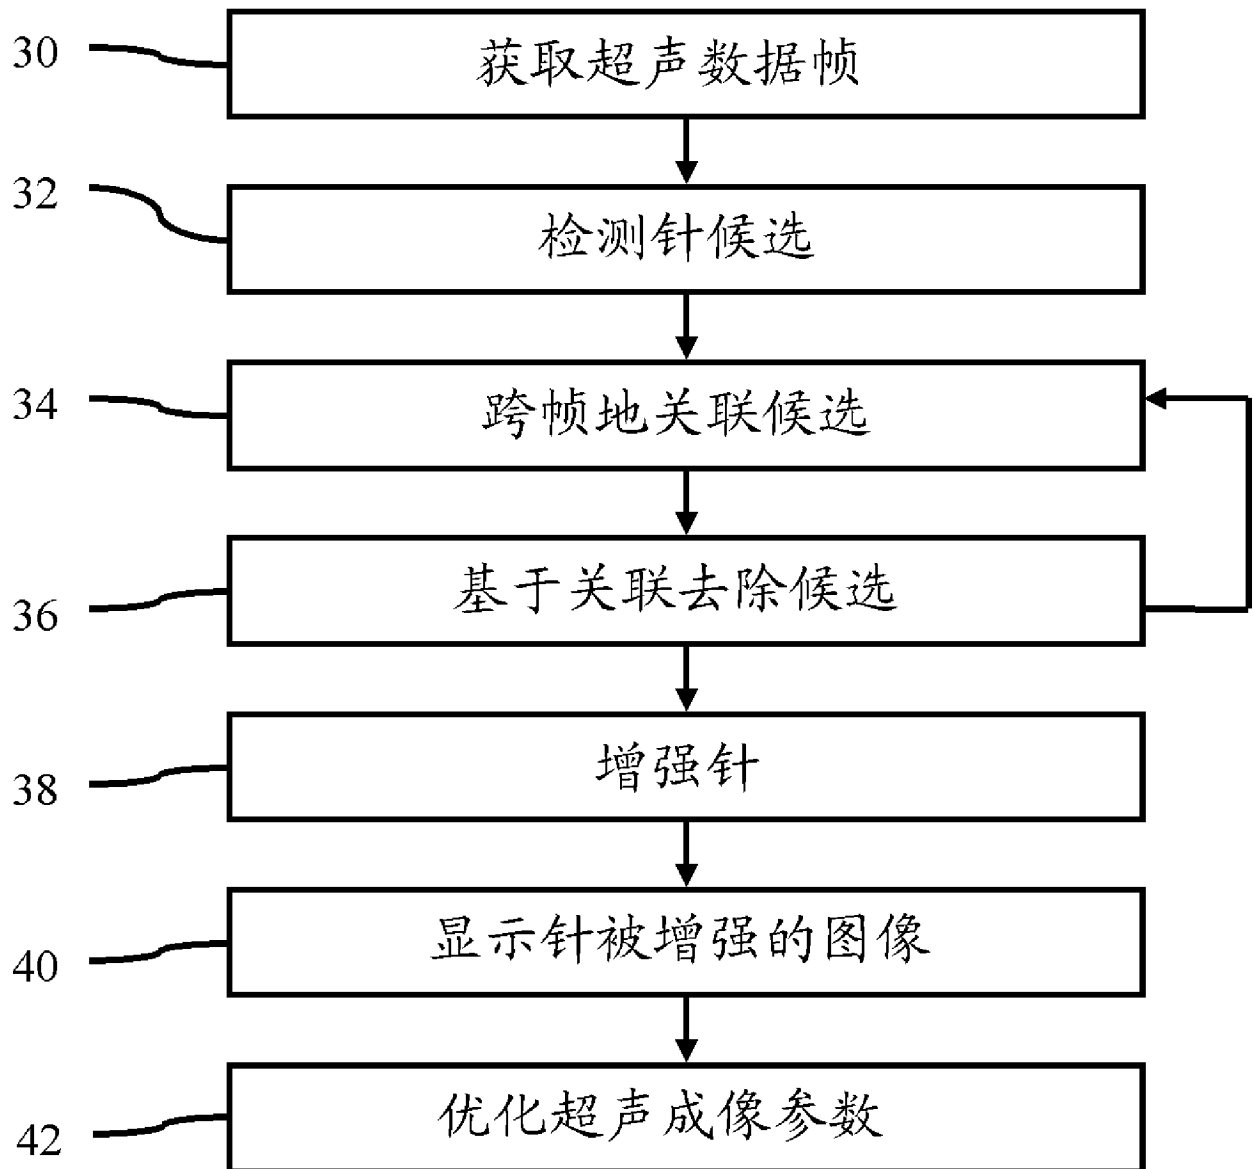 30
获取超声数据帧
32
检测针候选
34
跨帧地关联候选
36
基于关联去除候选
38
增强针
40
显示针被增强的图像
42
优化超声成像参数